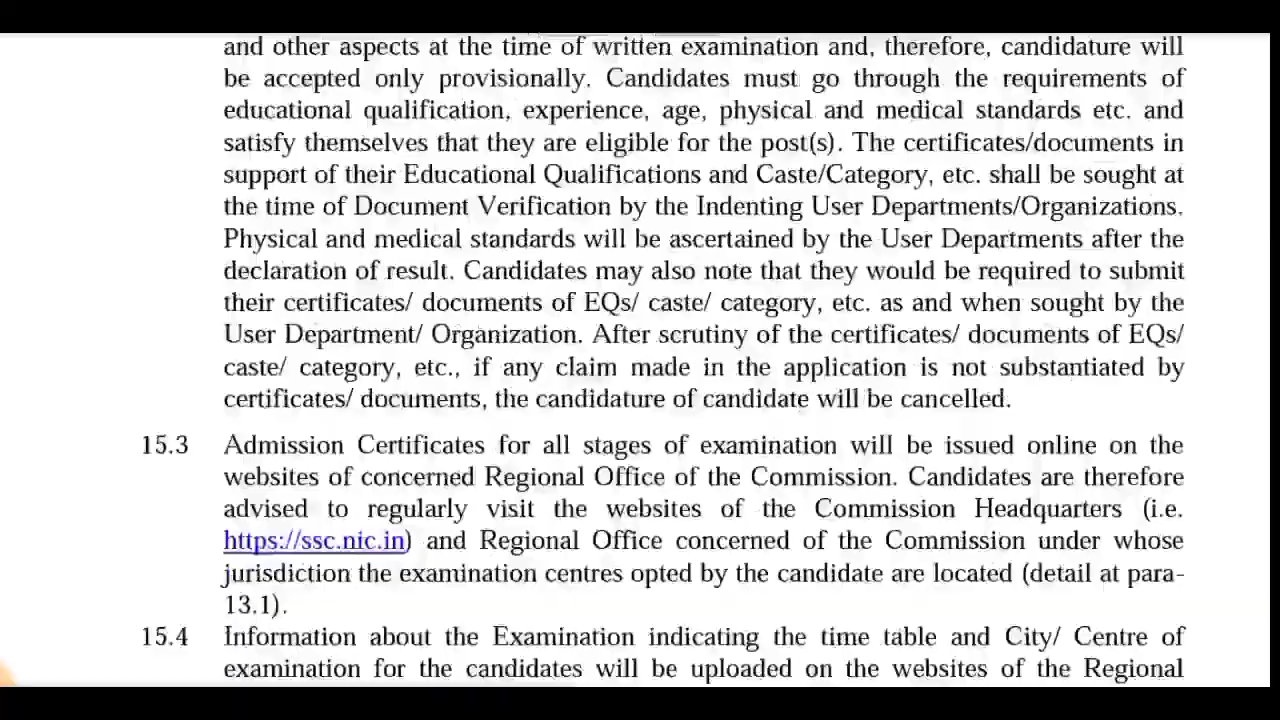 and other aspects at the time of written examination and, therefore, candidature will
be accepted only provisionally. Candidates must go through the requirements of
educational qualification, experience, age, physical and medical standards etc. and
satisfy themselves that they are eligible for the post(s). The certificates/documents in
support of their Educational Qualifications and Caste/Category, etc. shall be sought at
the time of Document Verification by the Indenting User Departments/Organizations.
Physical and medical standards will be ascertained by the User Departments after the
declaration of result. Candidates may also note that they would be required to submit
their certificates/ documents of EQs/ caste/ category, etc. as and when sought by the
User Department/ Organization. After scrutiny of the certificates/ documents of EQs/
caste/ category, etc., if any claim made in the application is not substantiated by
certificates/ documents, the candidature of candidate will be cancelled.
15.3 Admission Certificates for all stages of examination will be issued online on the
websites of concerned Regional Office of the Commission. Candidates are therefore
advised to regularly visit the websites of the Commission Headquarters (i.e.
https://ssc.nic.in) and Regional Office concerned of the Commission under whose
jurisdiction the examination centres opted by the candidate are located (detail at para-
13.1).
15.4 Information about the Examination indicating the time table and City/ Centre of
examination for the candidates will be uploaded on the websites of the Regional